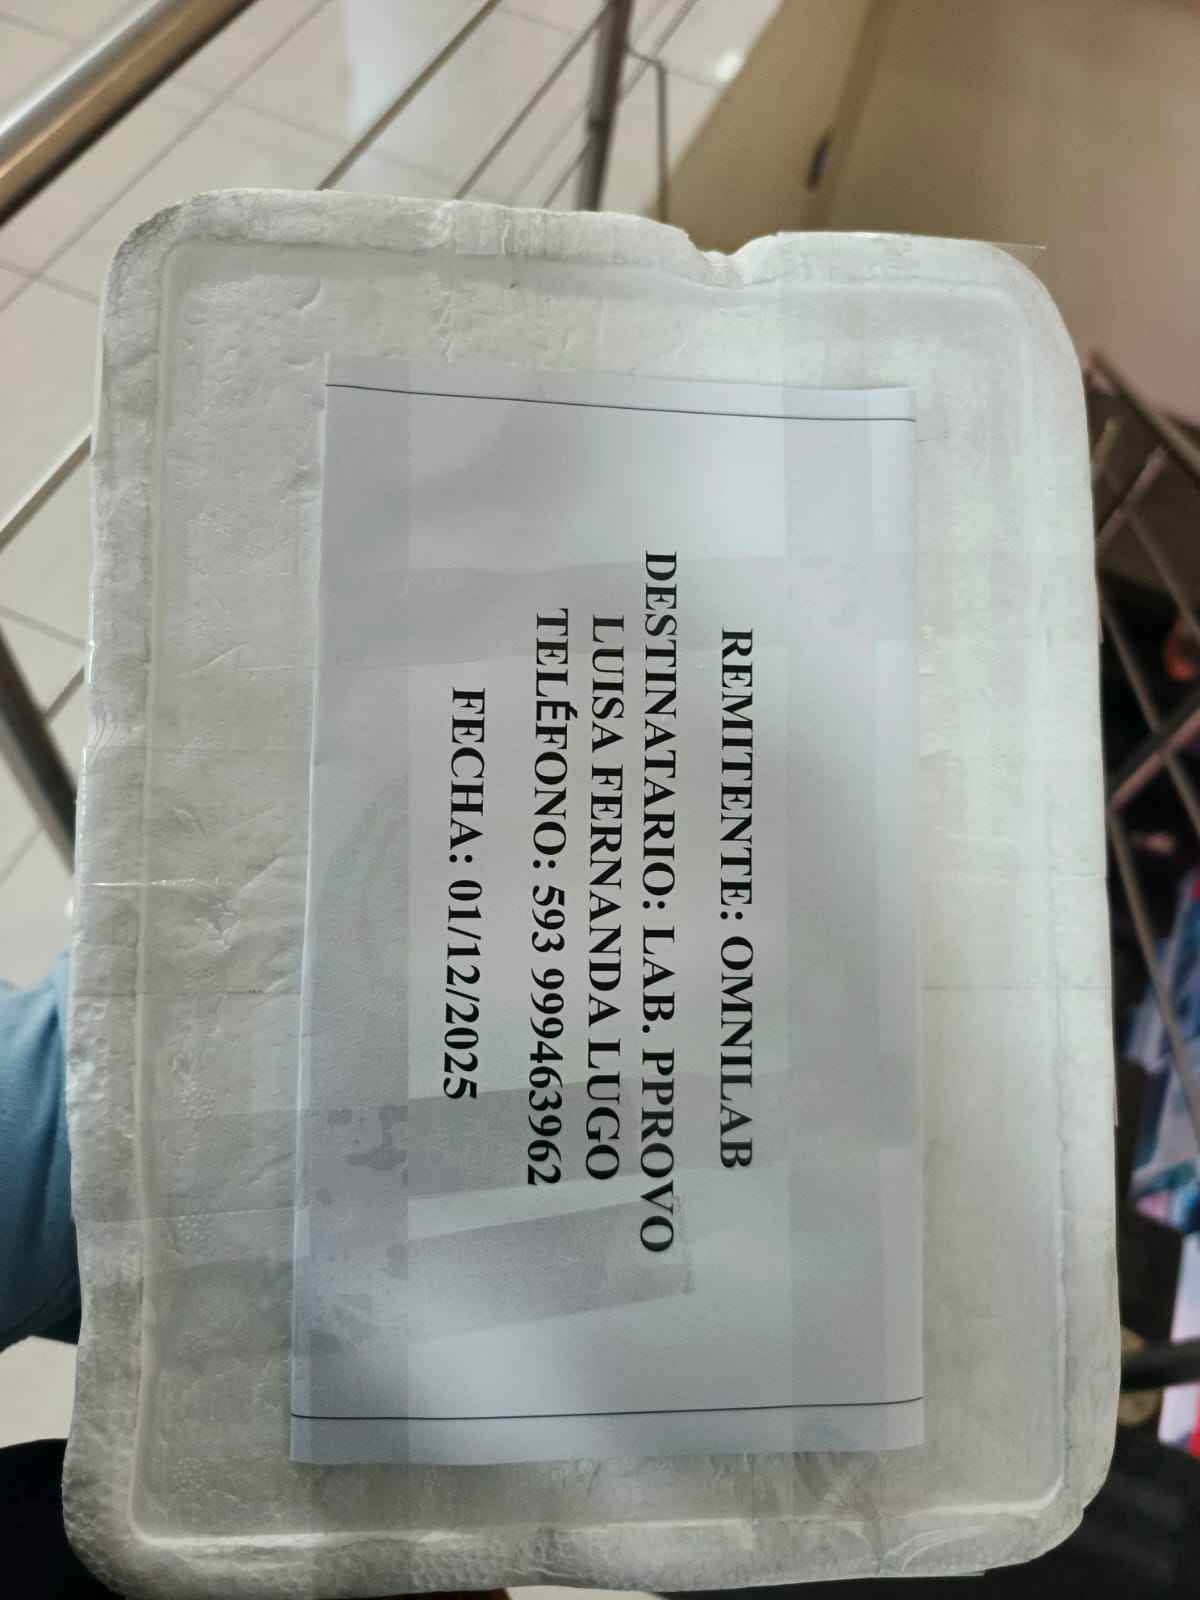 REMITENTE: OMNILAB
DESTINATARIO: LAB. PPROVO
LUISA FERNANDA LUGO
TELÉFONO: 593 999463962
FECHA: 01/12/2025